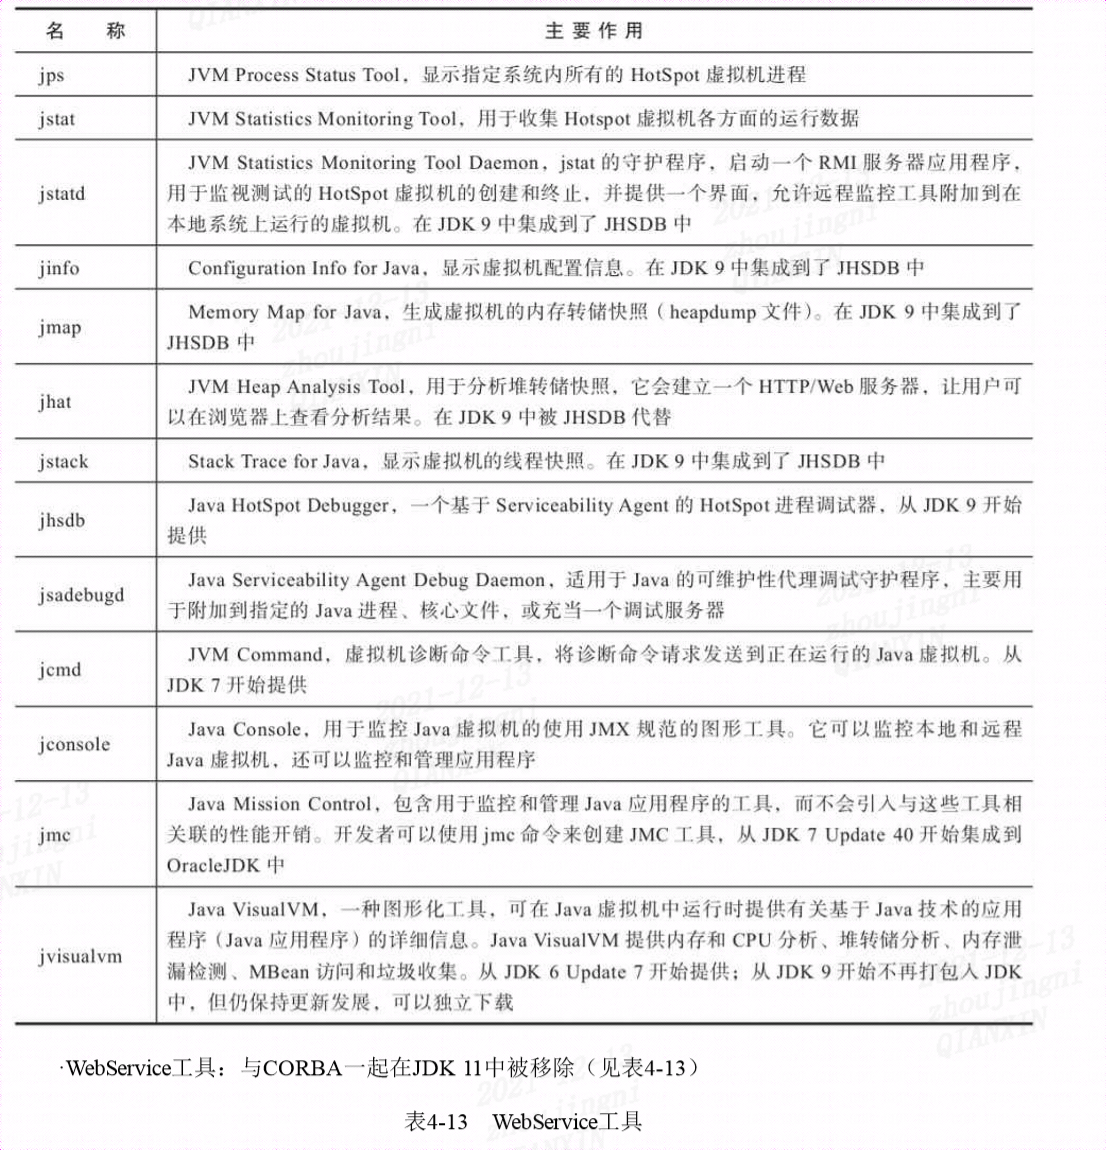 名 称 主 要 作 用
jps JVM Process Status Tool，显示指定系统内所有的 HotSpot 虚拟机进程
jstat JVM Statistics Monitoring Tool，用于收集 Hotspot 虚拟机各方面的运行数据
JVM Statistics Monitoring Tool Daemon，jstat 的守护程序，启动一个 RMI 服务器应用程序，
jstatd 用于监视测试的 HotSpot 虚拟机的创建和终止，并提供一个界面，允许远程监控工具附加到在
本地系统上运行的虚拟机。在 JDK 9 中集成到了 JHSDB 中
jinfo Configuration Info for Java，显示虚拟机配置信息。在 JDK 9 中集成到了 JHSDB 中
jmap Memory Map for Java，生成虚拟机的内存转储快照（heapdump 文件）。在 JDK 9 中集成到了
JHSDB 中
jhat JVM Heap Analysis Tool，用于分析堆转储快照，它会建立一个 HTTP/Web 服务器，让用户可
以在浏览器上查看分析结果。在 JDK 9 中被 JHSDB 代替
jstack Stack Trace for Java，显示虚拟机的线程快照。在 JDK 9 中集成到了 JHSDB 中
jhsdb Java HotSpot Debugger，一个基于 Serviceability Agent 的 HotSpot 进程调试器，从 JDK 9 开始
提供
jsadebugd Java Serviceability Agent Debug Daemon，适用于 Java 的可维护性代理调试守护程序，主要用
于附加到指定的 Java 进程、核心文件，或充当一个调试服务器
jcmd JVM Command，虚拟机诊断命令工具，将诊断命令请求发送到正在运行的 Java 虚拟机。从
JDK 7 开始提供
jconsole Java Console，用于监控 Java 虚拟机的使用 JMX 规范的图形工具。它可以监控本地和远程
Java 虚拟机，还可以监控和管理应用程序
Java Mission Control，包含用于监控和管理 Java 应用程序的工具，而不会引入与这些工具相
jmc 关联的性能开销。开发者可以使用 jmc 命令来创建 JMC 工具，从 JDK 7 Update 40 开始集成到
OracleJDK 中
Java VisualVM，一种图形化工具，可在 Java 虚拟机中运行时提供有关基于 Java 技术的应用
程序（Java 应用程序）的详细信息。Java VisualVM 提供内存和 CPU 分析、堆转储分析、内存泄
jvisualvm 漏检测、MBean 访问和垃圾收集。从 JDK 6 Update 7 开始提供；从 JDK 9 开始不再打包入 JDK
中，但仍保持更新发展，可以独立下载
·WebService工具：与CORBA一起在JDK 11中被移除（见表4-13）
表4-13 WebService工具
2021-12-13
zhoujingni
QIANXIN